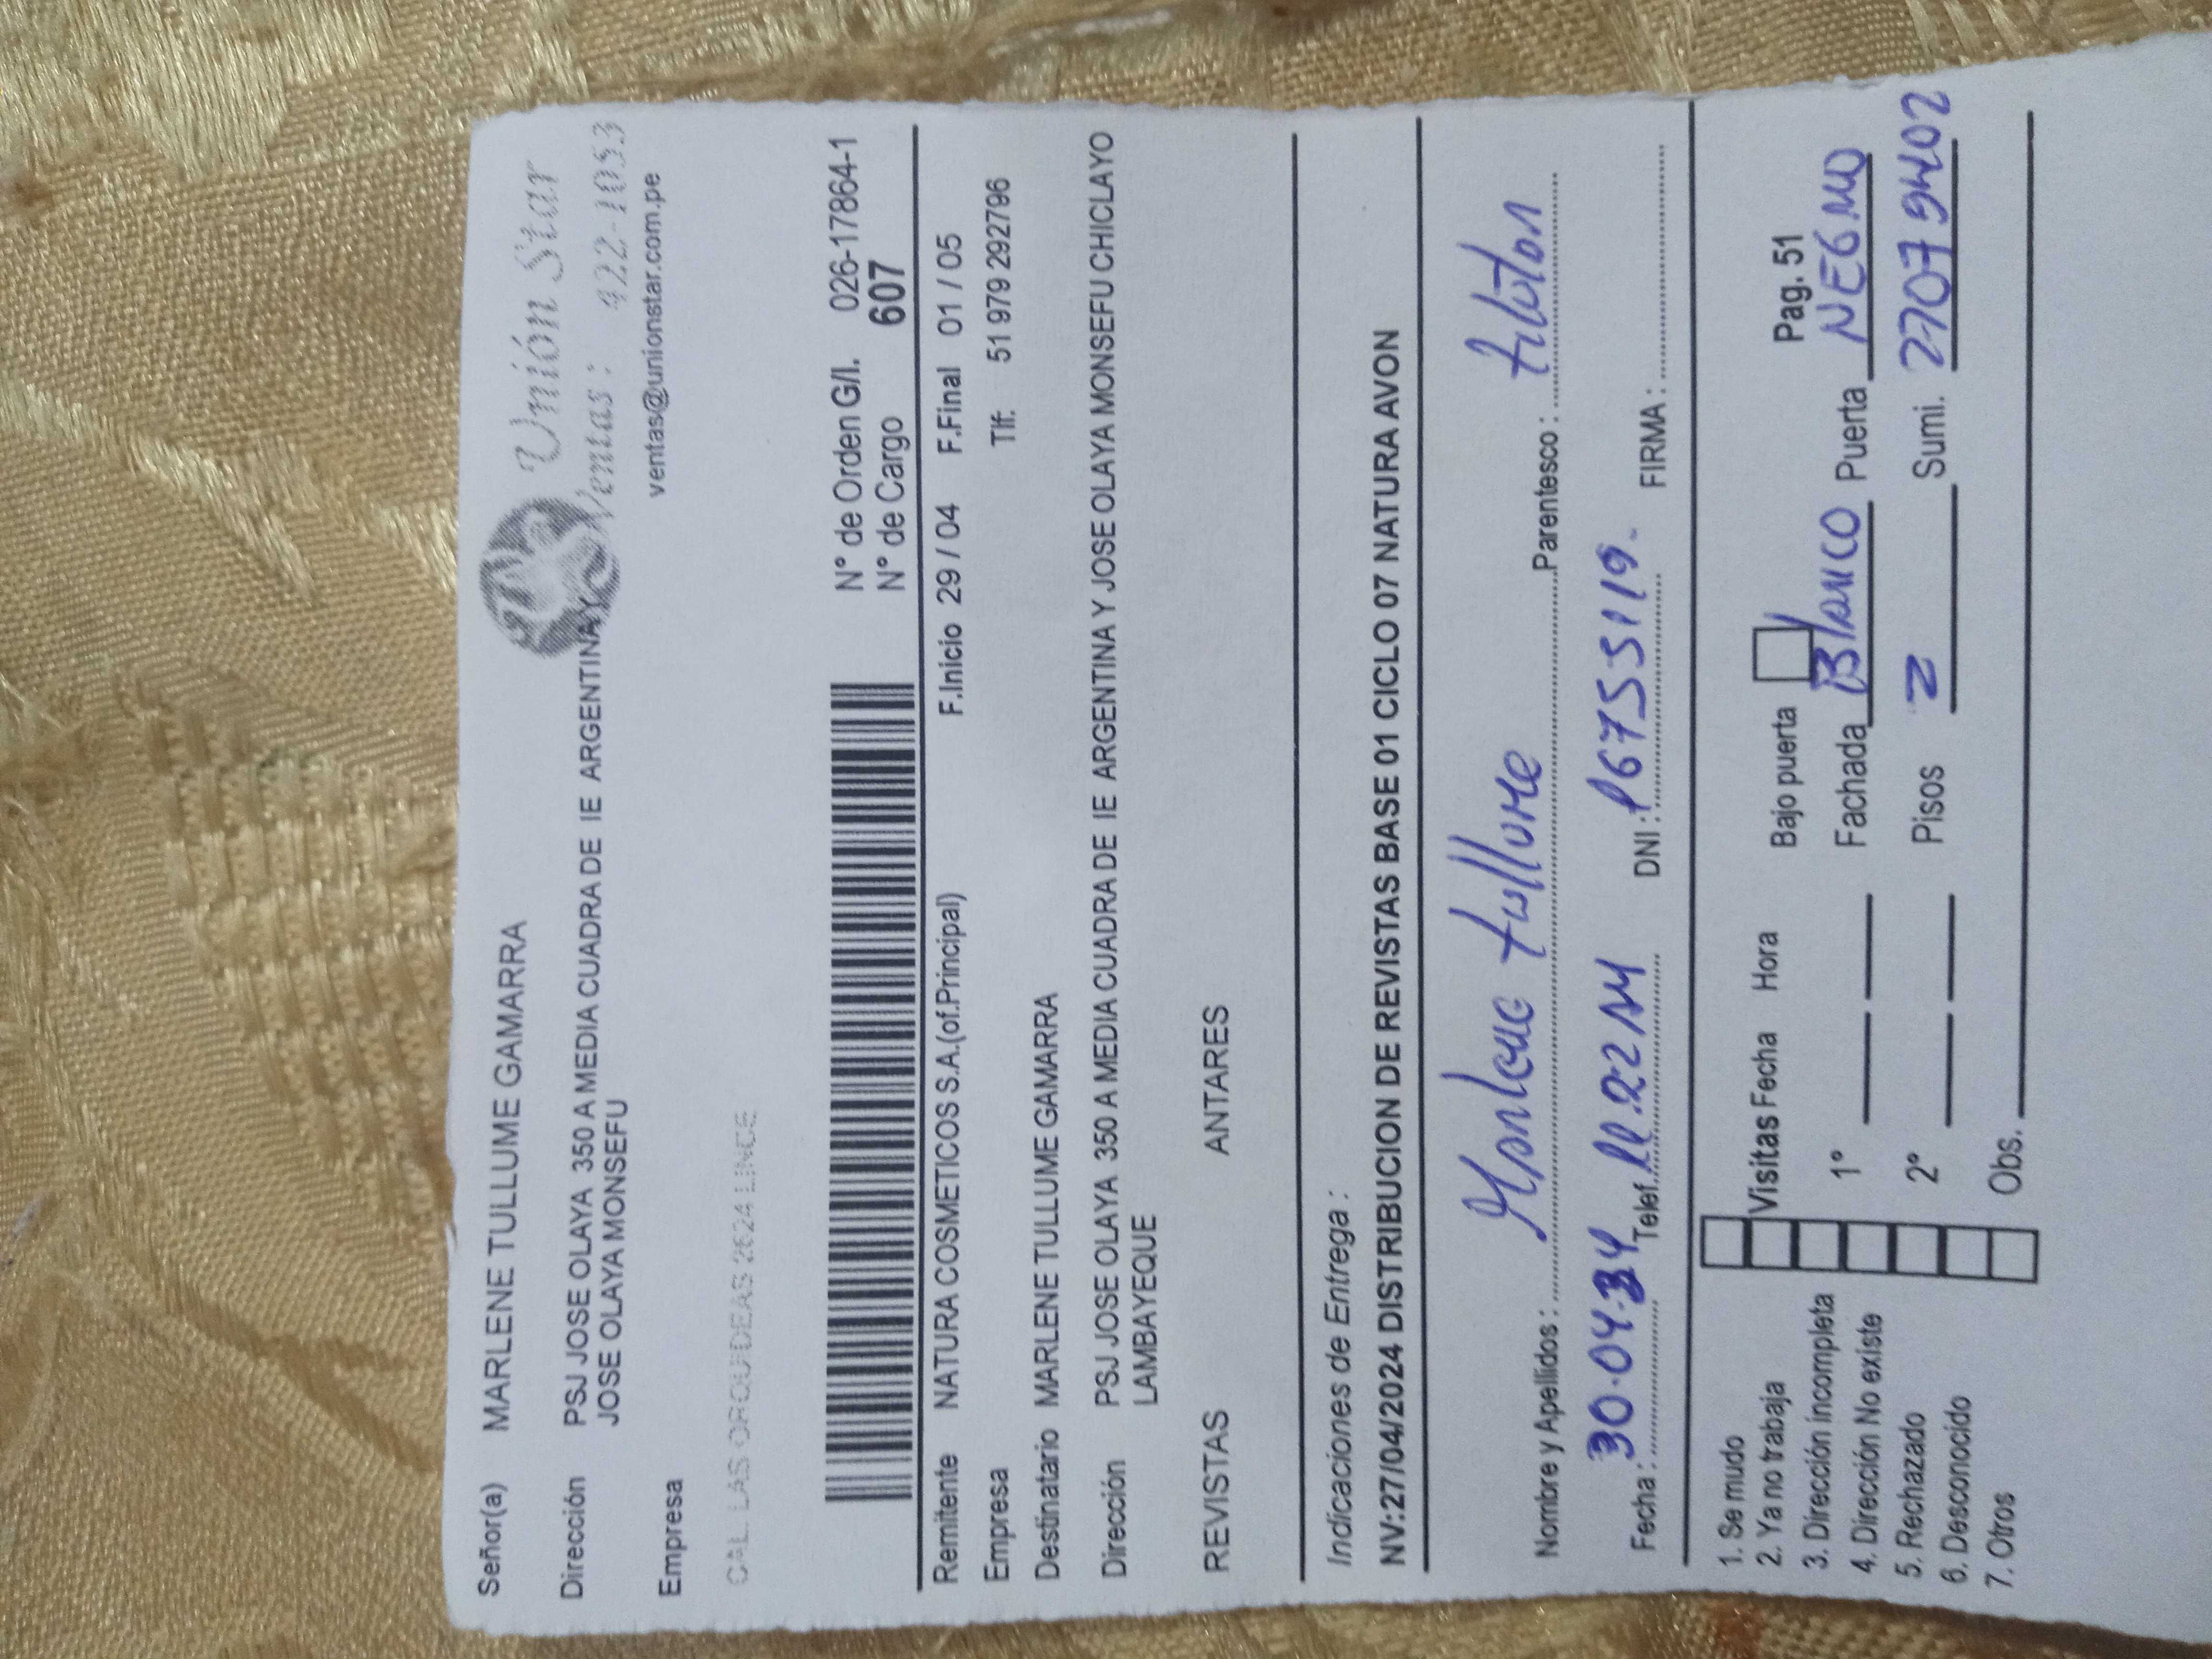 Señor(a) MARLENE TULLUME GAMARRA
Unión Star
Dirección PSJ JOSE OLAYA 350 A MEDIA CUADRA DE IE ARGENTINA Y
JOSE OLAYA MONSEFU
Ventas : 422-1053
ventas@unionstar.com.pe
Empresa
CAL. LAS ORQUIDEAS 2624 LINCE
N° de Orden G/I. 026-17864-1
N° de Cargo 607
Remitente NATURA COSMETICOS S.A.(of.Principal) F.Inicio 29 / 04 F.Final 01 / 05
Empresa Tlf. 51 979 292796
Destinatario MARLENE TULLUME GAMARRA
Dirección PSJ JOSE OLAYA 350 A MEDIA CUADRA DE IE ARGENTINA Y JOSE OLAYA MONSEFU CHICLAYO
LAMBAYEQUE
REVISTAS ANTARES
Indicaciones de Entrega :
NV:27/04/2024 DISTRIBUCION DE REVISTAS BASE 01 CICLO 07 NATURA AVON
Nombre y Apellidos : Marlene tullume Parentesco : titular
Fecha : 30.04.24 Telef. DNI : 16755119. FIRMA :
1. Se mudo
2. Ya no trabaja
3. Dirección incompleta
4. Dirección No existe
5. Rechazado
6. Desconocido
7. Otros
Visitas Fecha Hora
1°
2°
Obs.
Bajo puerta Pag. 51
Fachada Blanco Puerta NEGRO
Pisos 2 Sumi. 27079402